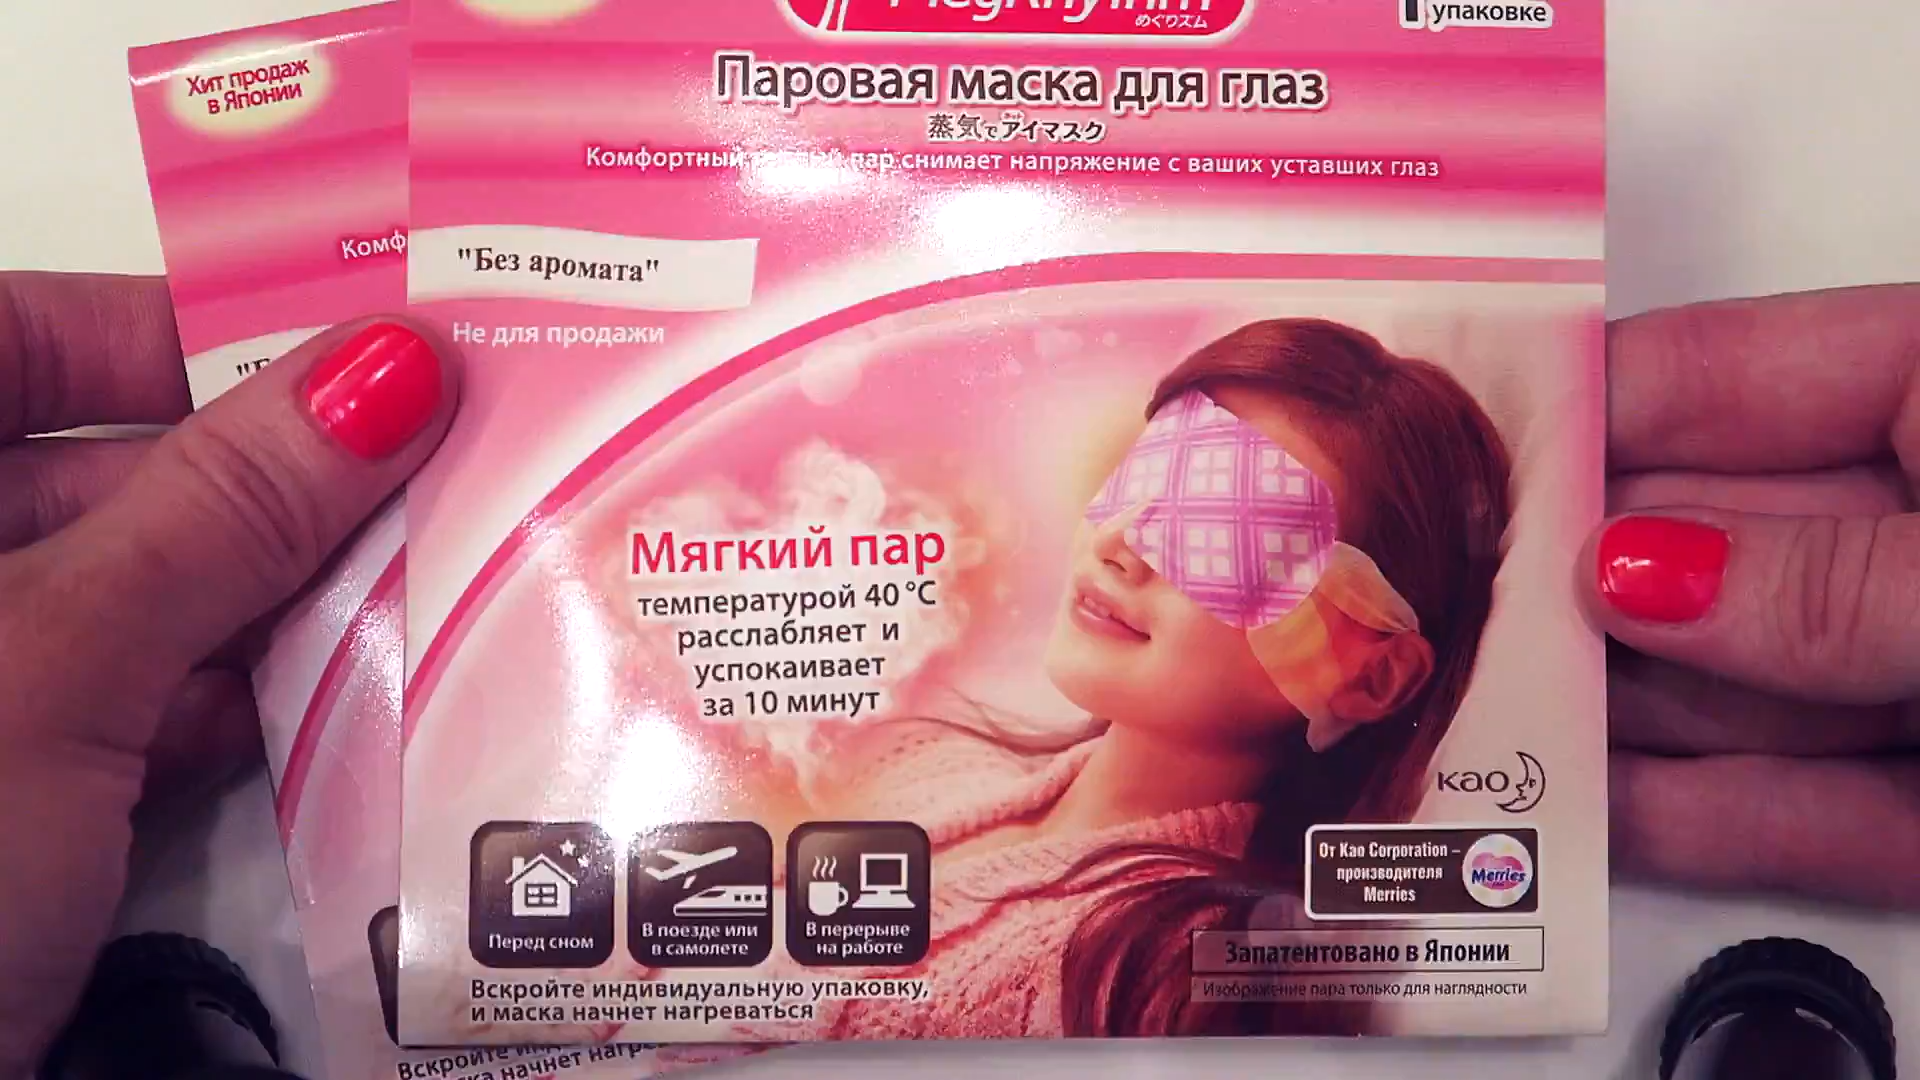 MegRhythm
めぐりズム
упаковке
Хит продаж
в Японии
Паровая маска для глаз
蒸気でアイマスク
Комфортный пар снимает напряжение с ваших уставших глаз
Комф
"Без аромата"
Не для продажи
Мягкий пар
температурой 40 °C
расслабляет и
успокаивает
за 10 минут
Kao
От Kao Corporation –
производителя
Merries
Merries
Перед сном
В поезде или
в самолете
В перерыве
на работе
Запатентовано в Японии
Изображение пара только для наглядности
Вскройте индивидуальную упаковку,
и маска начнет нагреваться
Вскройте
начнет нагре